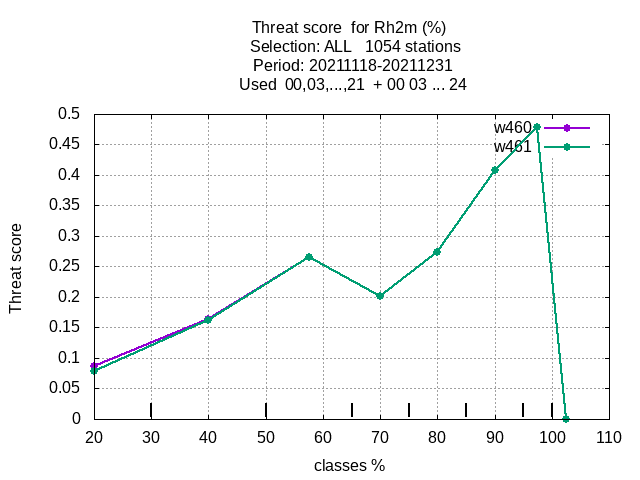 Threat score  for Rh2m (%)
Selection: ALL   1054 stations
Period: 20211118-20211231
Used  00,03,...,21  + 00 03 ... 24
w460
w461
Threat score
0.5
0.45
0.4
0.35
0.3
0.25
0.2
0.15
0.1
0.05
0
20 30 40 50 60 70 80 90 100 110
classes %